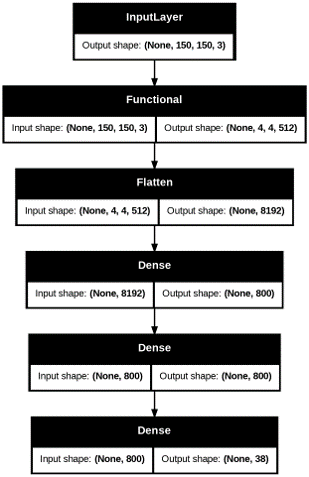 InputLayer
Output shape: (None, 150, 150, 3)
Functional
Input shape: (None, 150, 150, 3) Output shape: (None, 4, 4, 512)
Flatten
Input shape: (None, 4, 4, 512) Output shape: (None, 8192)
Dense
Input shape: (None, 8192) Output shape: (None, 800)
Dense
Input shape: (None, 800) Output shape: (None, 800)
Dense
Input shape: (None, 800) Output shape: (None, 38)